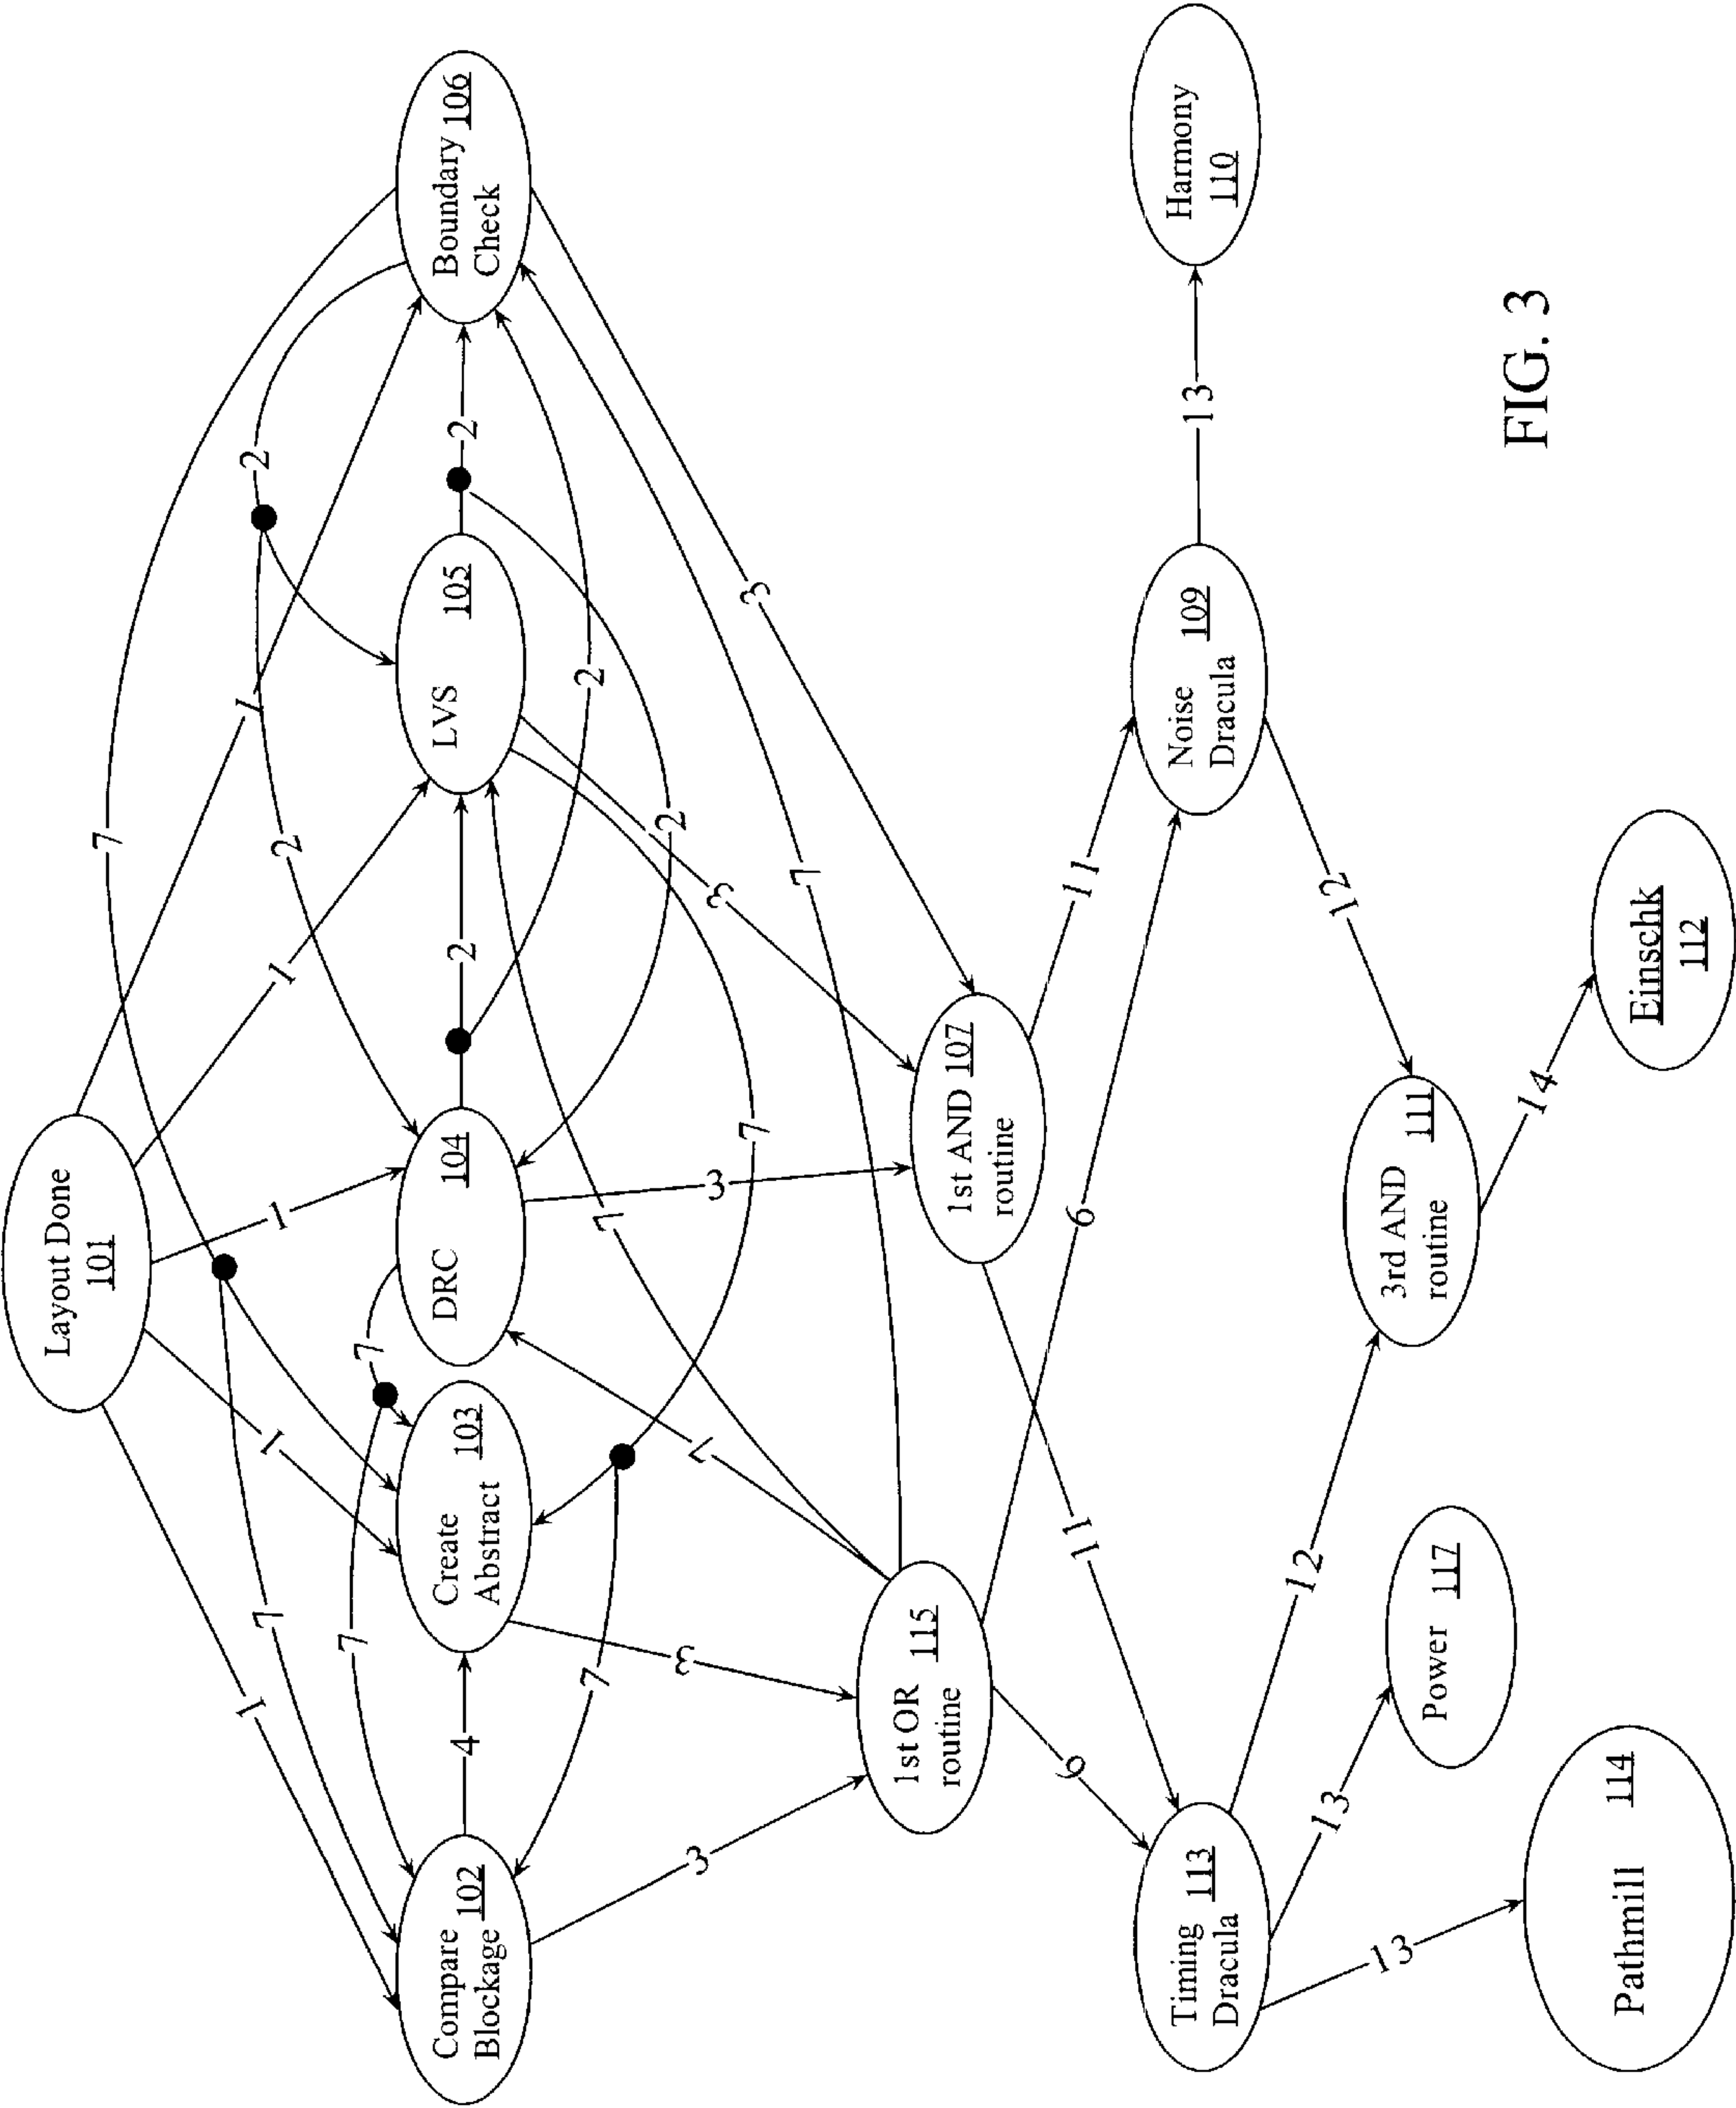 Layout Done
101
1
1
1
1
1
7
2
2
7
7
7
Compare
Blockage 102
4
Create 103
Abstract
DRC 104
2
LVS 105
2
Boundary 106
Check
7
2
2
7
3
3
7
3
7
3
7
3
1st OR 115
routine
1st AND 107
routine
6
6
11
11
Timing 113
Dracula
Noise 109
Dracula
13
Harmony
110
13
13
12
12
Power 117
3rd AND 111
routine
14
Pathmill 114
Einschk
112
FIG. 3